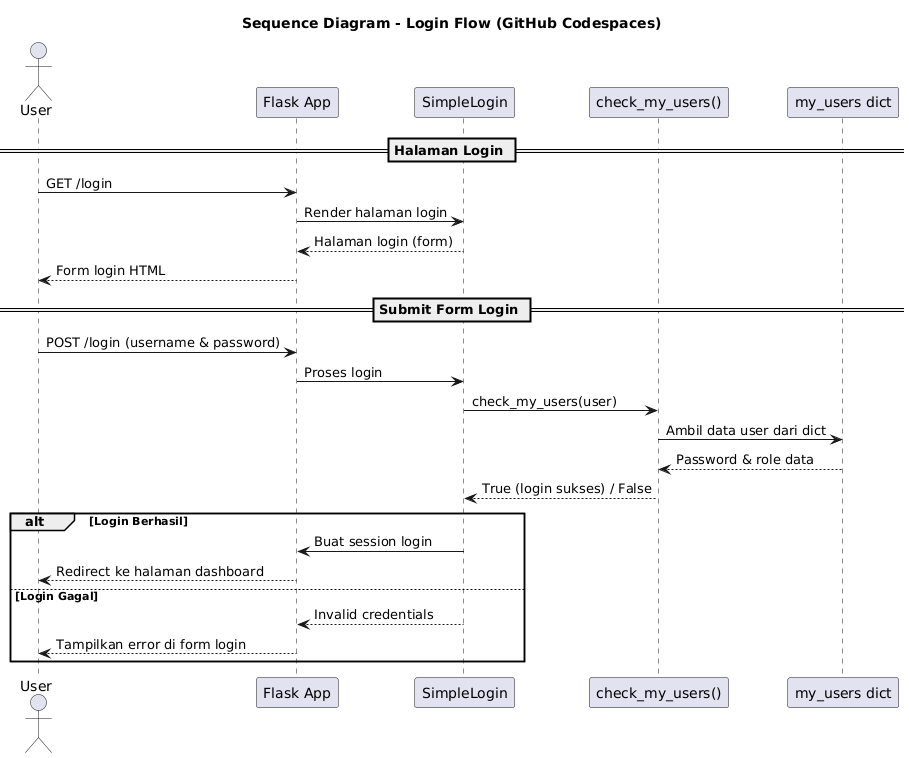 Sequence Diagram - Login Flow (GitHub Codespaces)
User
Flask App
SimpleLogin
check_my_users()
my_users dict
Halaman Login
GET /login
Render halaman login
Halaman login (form)
Form login HTML
Submit Form Login
POST /login (username & password)
Proses login
check_my_users(user)
Ambil data user dari dict
Password & role data
True (login sukses) / False
alt
[Login Berhasil]
Buat session login
Redirect ke halaman dashboard
[Login Gagal]
Invalid credentials
Tampilkan error di form login
User
Flask App
SimpleLogin
check_my_users()
my_users dict